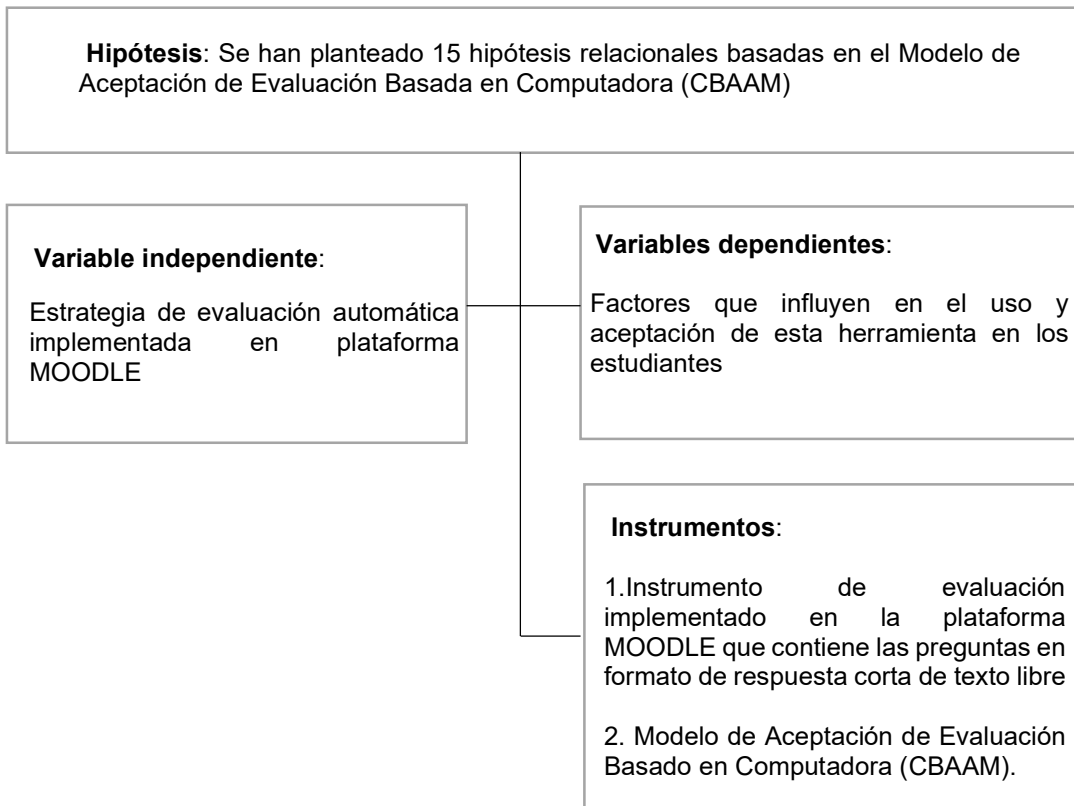 Hipótesis: Se han planteado 15 hipótesis relacionales basadas en el Modelo de
Aceptación de Evaluación Basada en Computadora (CBAAM)
Variable independiente:
Estrategia de evaluación automática
implementada en plataforma
MOODLE
Variables dependientes:
Factores que influyen en el uso y
aceptación de esta herramienta en los
estudiantes
Instrumentos:
1.Instrumento de evaluación
implementado en la plataforma
MOODLE que contiene las preguntas en
formato de respuesta corta de texto libre
2. Modelo de Aceptación de Evaluación
Basado en Computadora (CBAAM).